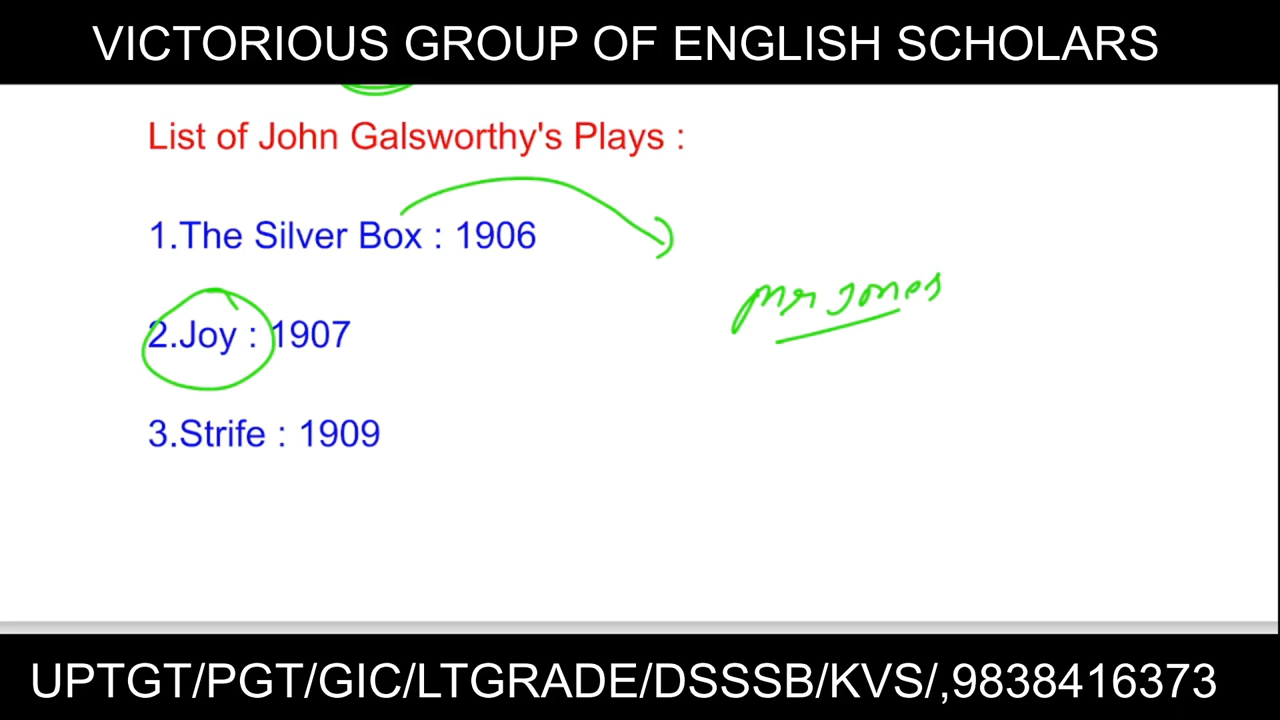 VICTORIOUS GROUP OF ENGLISH SCHOLARS
List of John Galsworthy's Plays :
1.The Silver Box : 1906
mr Jones
2.Joy : 1907
3.Strife : 1909
UPTGT/PGT/GIC/LTGRADE/DSSSB/KVS/,9838416373